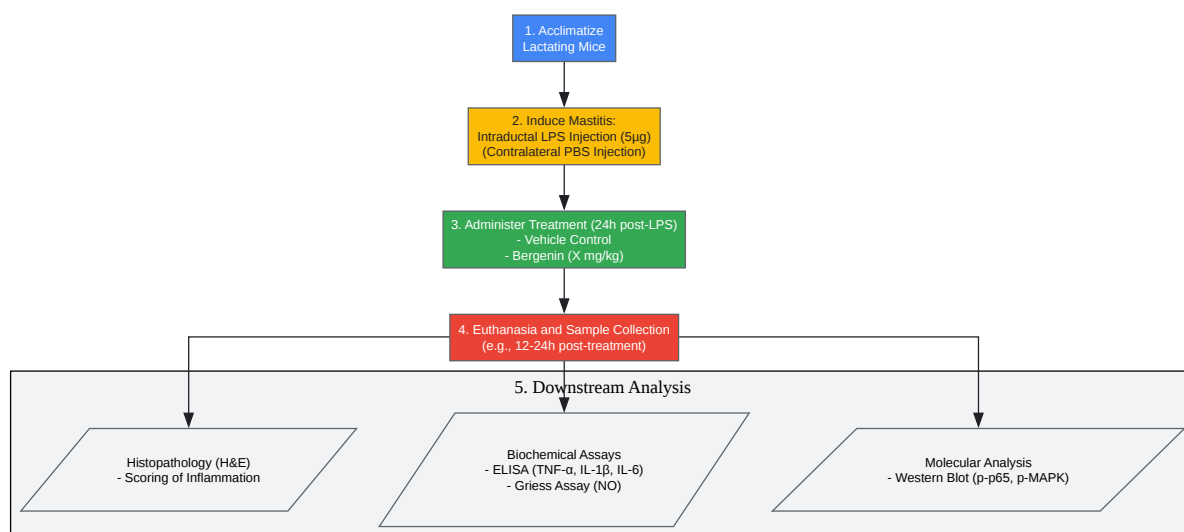 1. Acclimatize
Lactating Mice
2. Induce Mitis:
Intraductal LPS Injection (5µg)
(Contralateral PBS Injection)
3. Administer Treatment (24h post-LPS)
- Vehicle Control
- Bergenin (X mg/kg)
4. Euthanasia and Sample Collection
(e.g., 12-24h post-treatment)
5. Downstream Analysis
Histopathology (H&E)
- Scoring of Inflammation
Biochemical Assays
- ELISA (TNF-α, IL-1β, IL-6)
- Griess Assay (NO)
Molecular Analysis
- Western Blot (p-p65, p-MAPK)